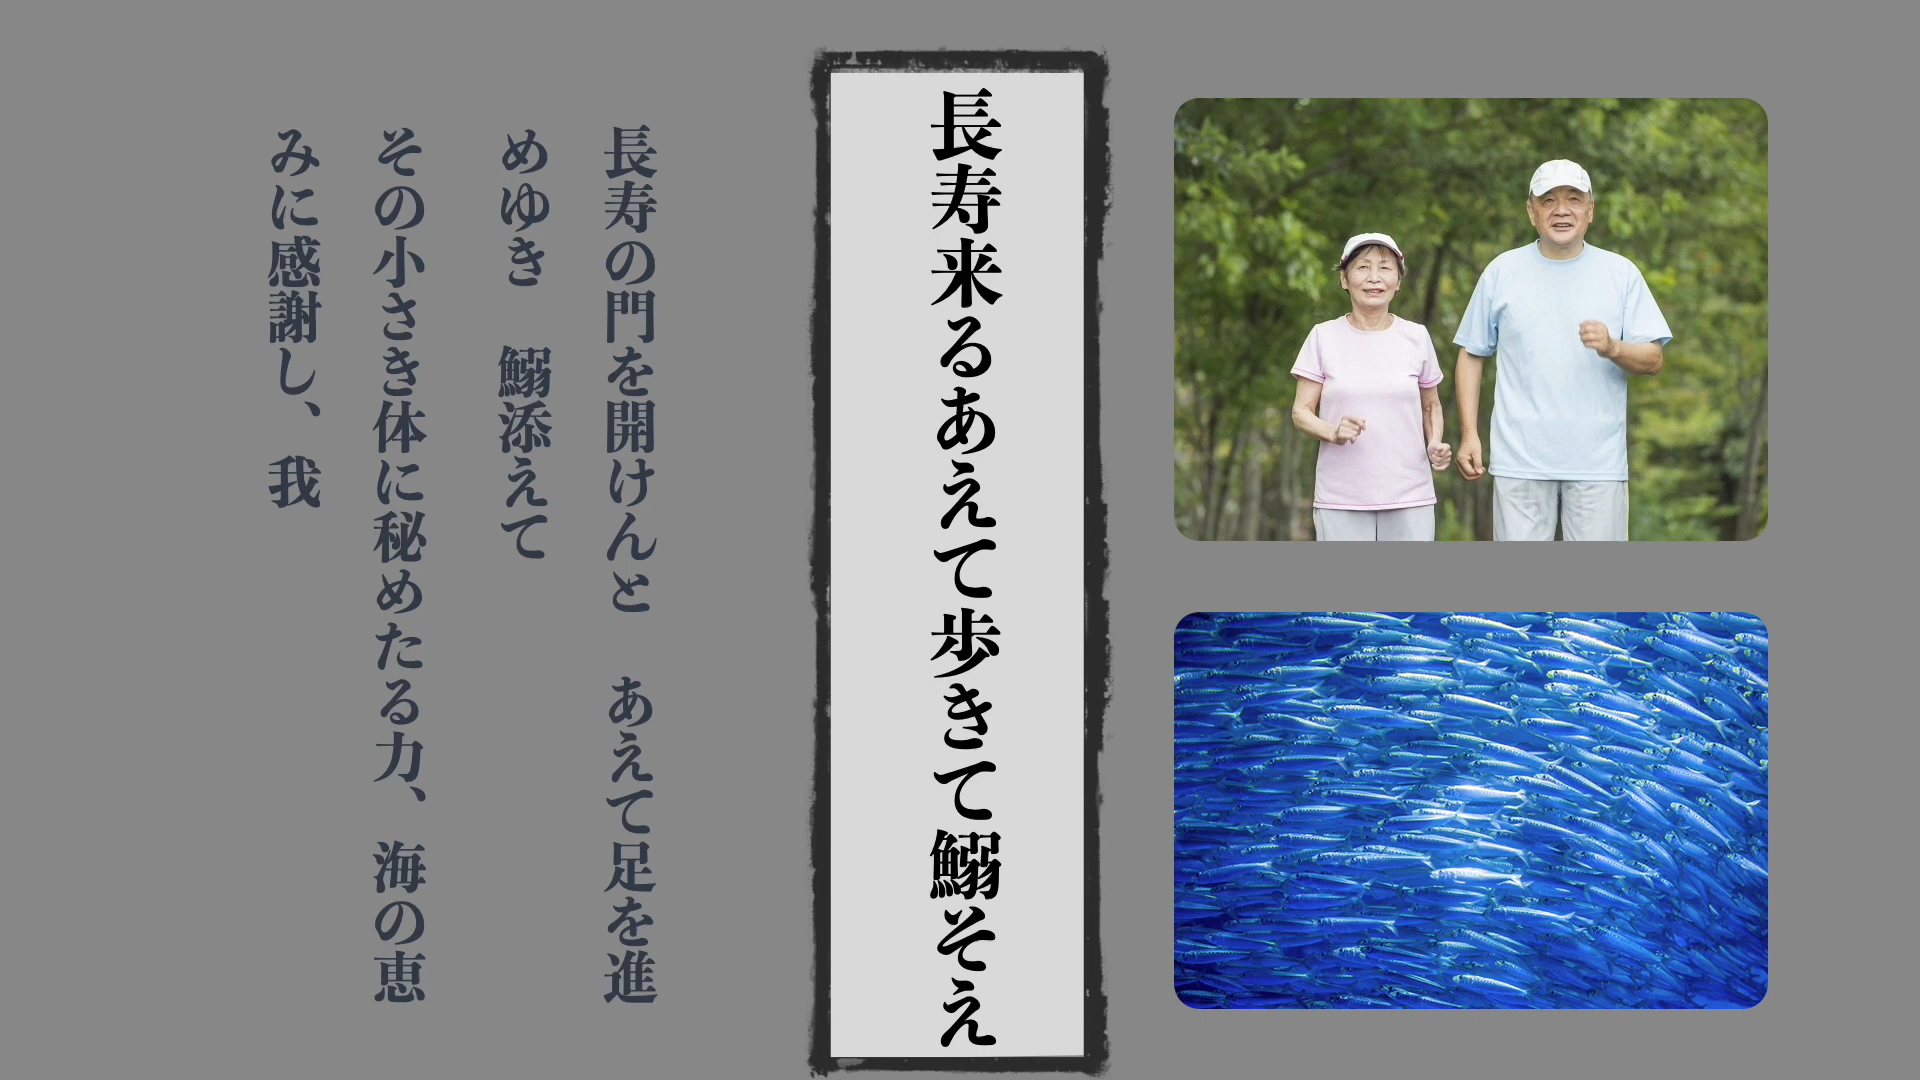 長寿来るあえて歩きて鰯そえ
長寿の門を開けんと　あえて足を進
めゆき　鰯添えて
その小さき体に秘めたる力、海の恵
みに感謝し、我